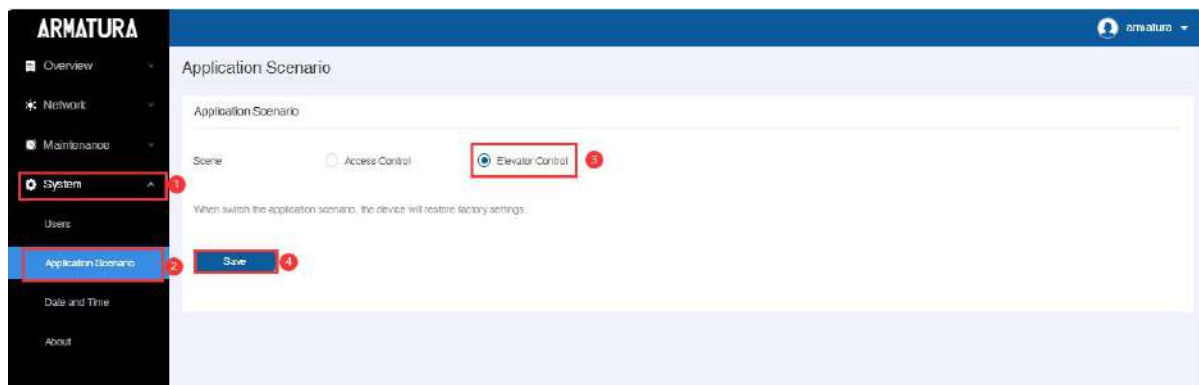 ARMATURA
armatura
Overview
Application Scenario
Network
Application Scenario
Maintenance
Scene
Access Control
Elevator Control
3
System
1
When switch the application scenario, the device will restore factory settings.
Users
Application Scenario
2
Save
4
Date and Time
About